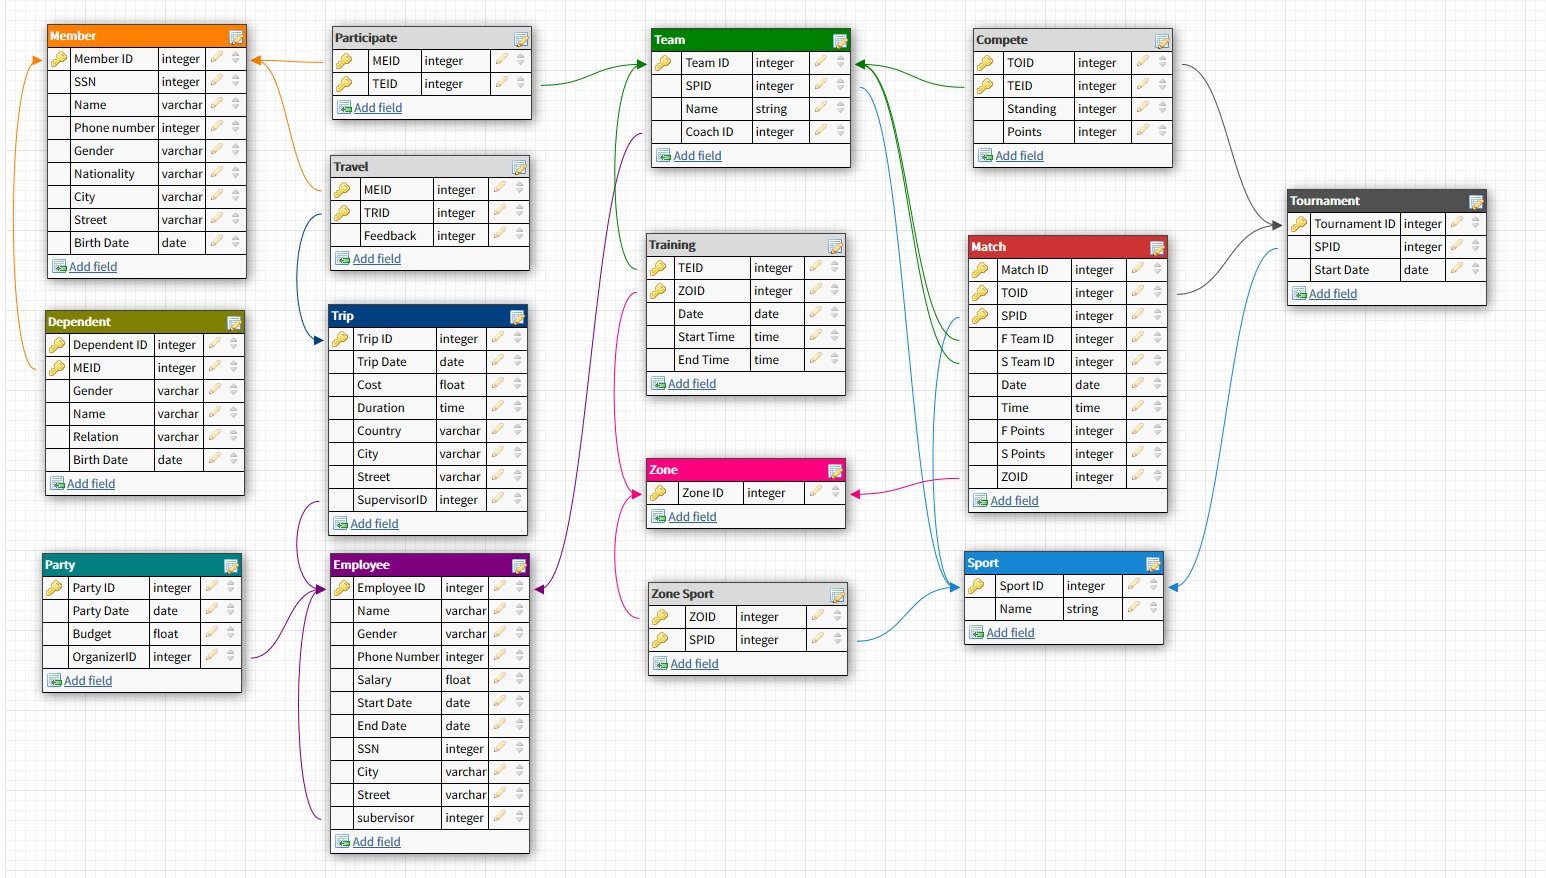 Member
Member ID integer
SSN integer
Name varchar
Phone number integer
Gender varchar
Nationality varchar
City varchar
Street varchar
Birth Date date
Add field
Dependent
Dependent ID integer
MEID integer
Gender varchar
Name varchar
Relation varchar
Birth Date date
Add field
Party
Party ID integer
Party Date date
Budget float
OrganizerID integer
Add field
Participate
MEID integer
TEID integer
Add field
Travel
MEID integer
TRID integer
Feedback integer
Add field
Trip
Trip ID integer
Trip Date date
Cost float
Duration time
Country varchar
City varchar
Street varchar
SupervisorID integer
Add field
Employee
Employee ID integer
Name varchar
Gender varchar
Phone Number integer
Salary float
Start Date date
End Date date
SSN integer
City varchar
Street varchar
subervisor integer
Add field
Team
Team ID integer
SPID integer
Name string
Coach ID integer
Add field
Training
TEID integer
ZOID integer
Date date
Start Time time
End Time time
Add field
Zone
Zone ID integer
Add field
Zone Sport
ZOID integer
SPID integer
Add field
Compete
TOID integer
TEID integer
Standing integer
Points integer
Add field
Match
Match ID integer
TOID integer
SPID integer
F Team ID integer
S Team ID integer
Date date
Time time
F Points integer
S Points integer
ZOID integer
Add field
Sport
Sport ID integer
Name string
Add field
Tournament
Tournament ID integer
SPID integer
Start Date date
Add field